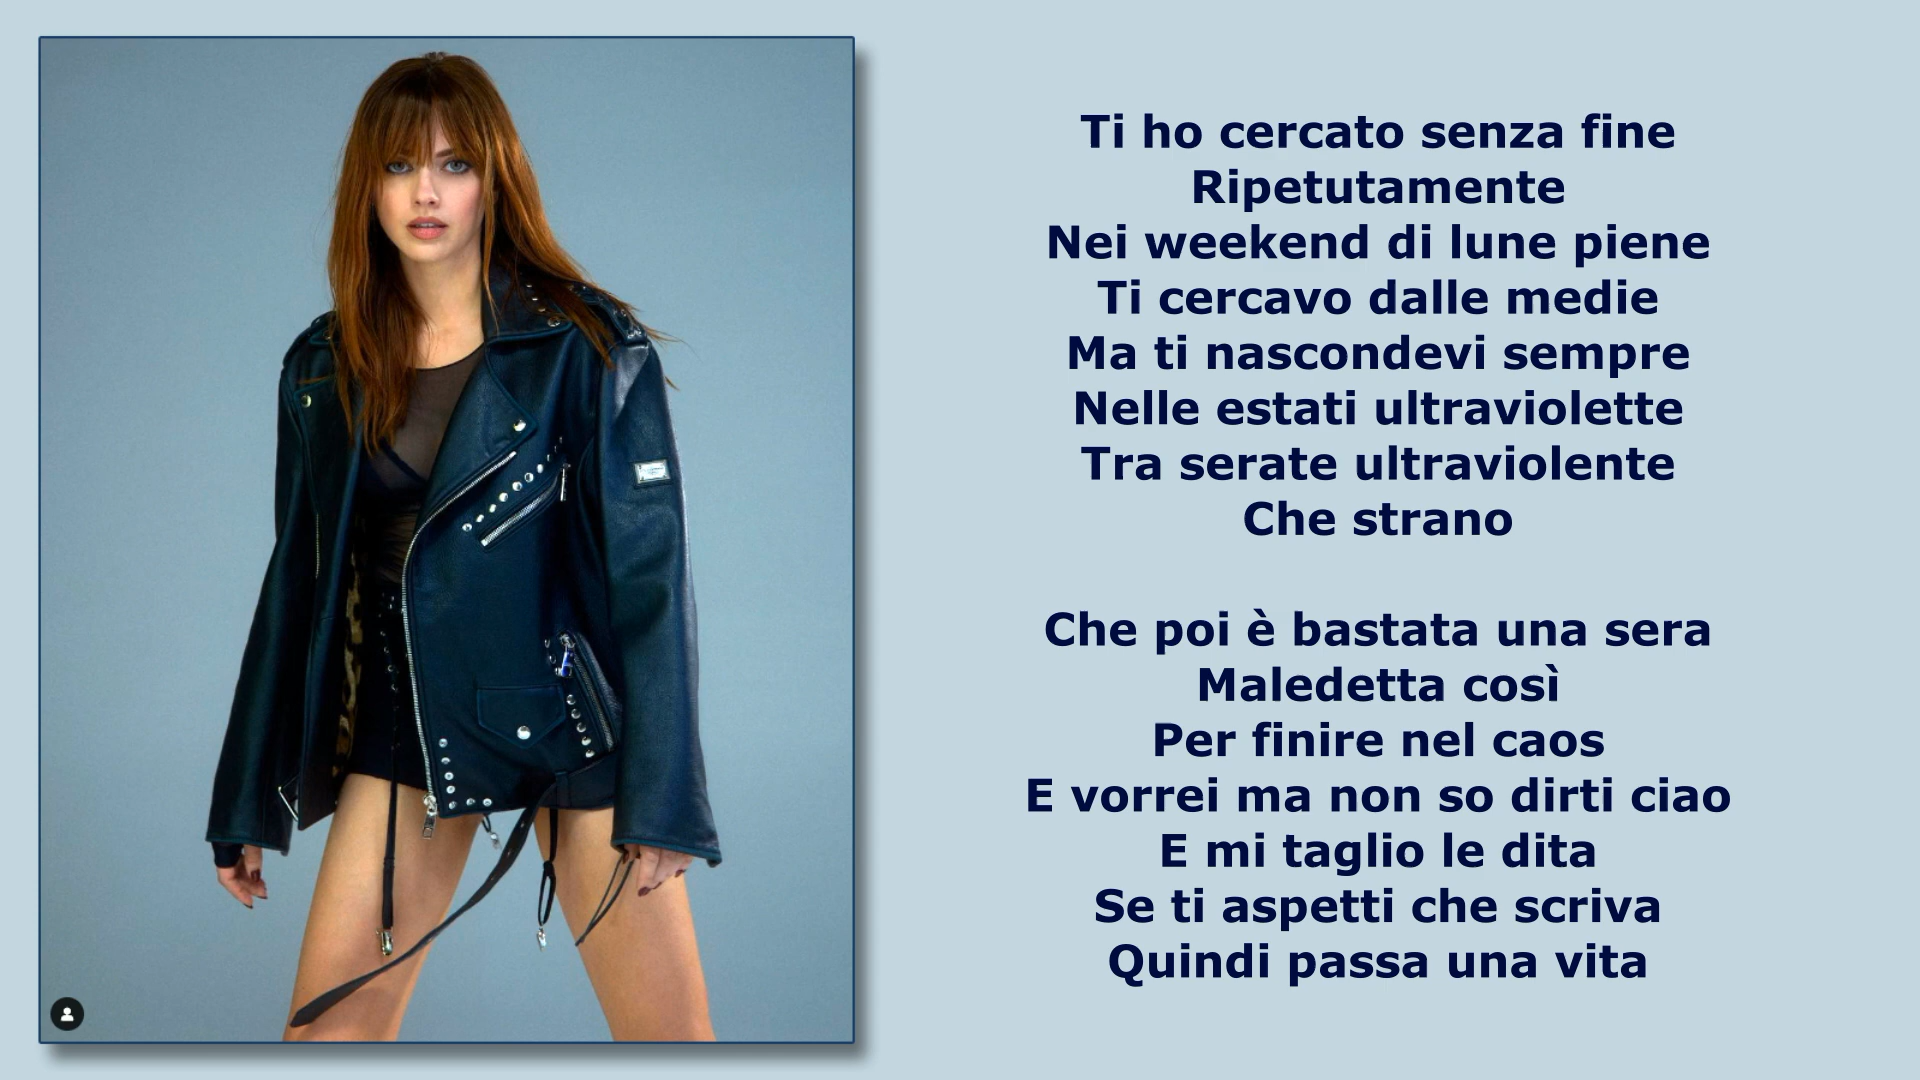 Ti ho cercato senza fine
Ripetutamente
Nei weekend di lune piene
Ti cercavo dalle medie
Ma ti nascondevi sempre
Nelle estati ultraviolette
Tra serate ultraviolente
Che strano
Che poi è bastata una sera
Maledetta così
Per finire nel caos
E vorrei ma non so dirti ciao
E mi taglio le dita
Se ti aspetti che scriva
Quindi passa una vita